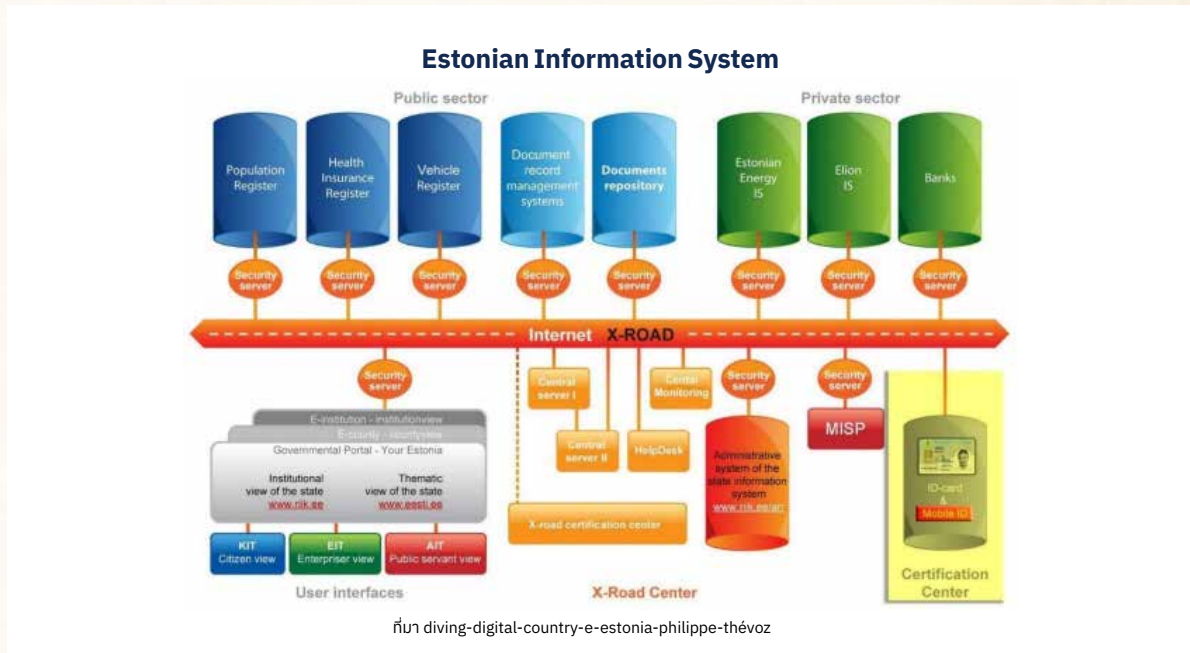 Estonian Information System
Public sector
Private sector
Population
Register
Health
Insurance
Register
Vehicle
Register
Document
record
management
systems
Documents
repository
Estonian
Energy
IS
Elion
IS
Banks
Security
server
Security
server
Security
server
Security
server
Security
server
Security
server
Security
server
Security
server
Internet X-ROAD
Security
server
Central
server I
Central
server II
HelpDesk
Cental
Monitoring
Security
server
Security
server
E-institution - institutionview
E-county - countyview
Governmental Portal - Your Estonia
Institutional
view of the state
www.riik.ee
Thematic
view of the state
www.eesti.ee
KIT
Citizen view
EIT
Enterpriser view
AIT
Public servant view
User interfaces
X-road certification center
X-Road Center
Administrative
system of the
state information
system
MISP
ID-card
&
Mobile ID
Certification
Center
ที่มา diving-digital-country-e-estonia-philippe-thévoz